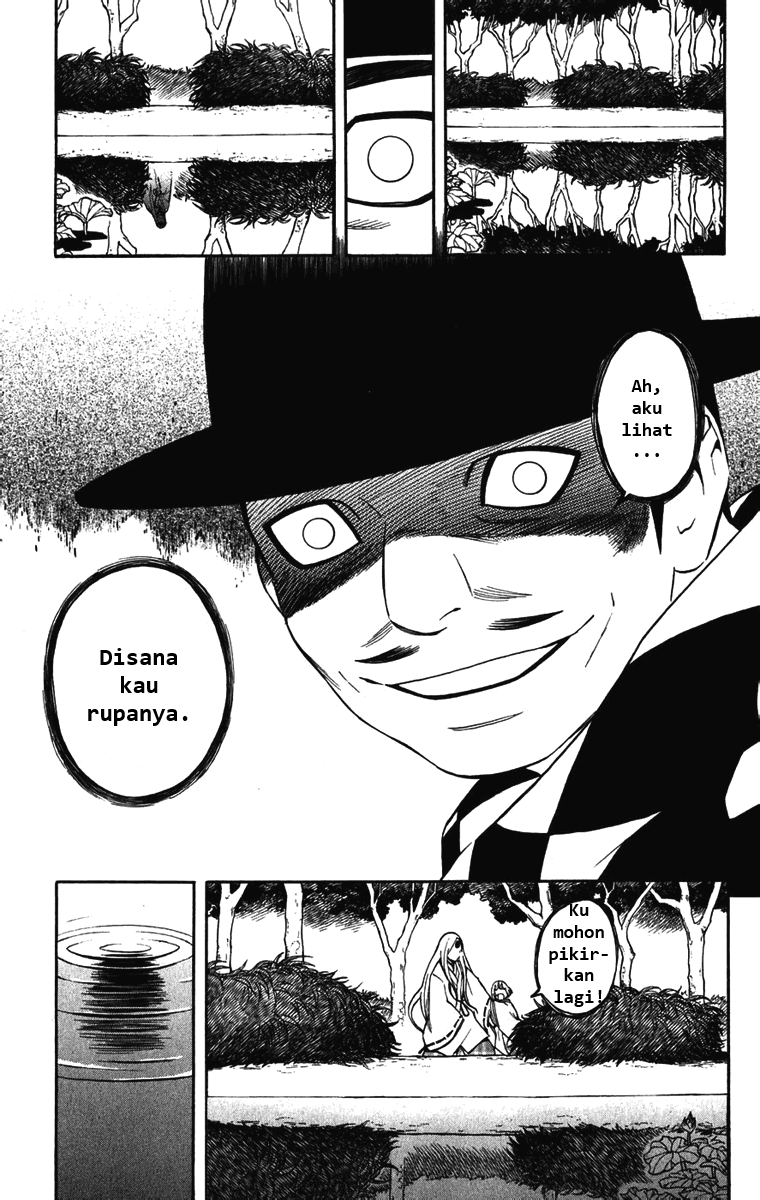 Ah,
aku
lihat
...
Disana
kau
rupanya.
Ku
mohon
pikir-
kan
lagi!